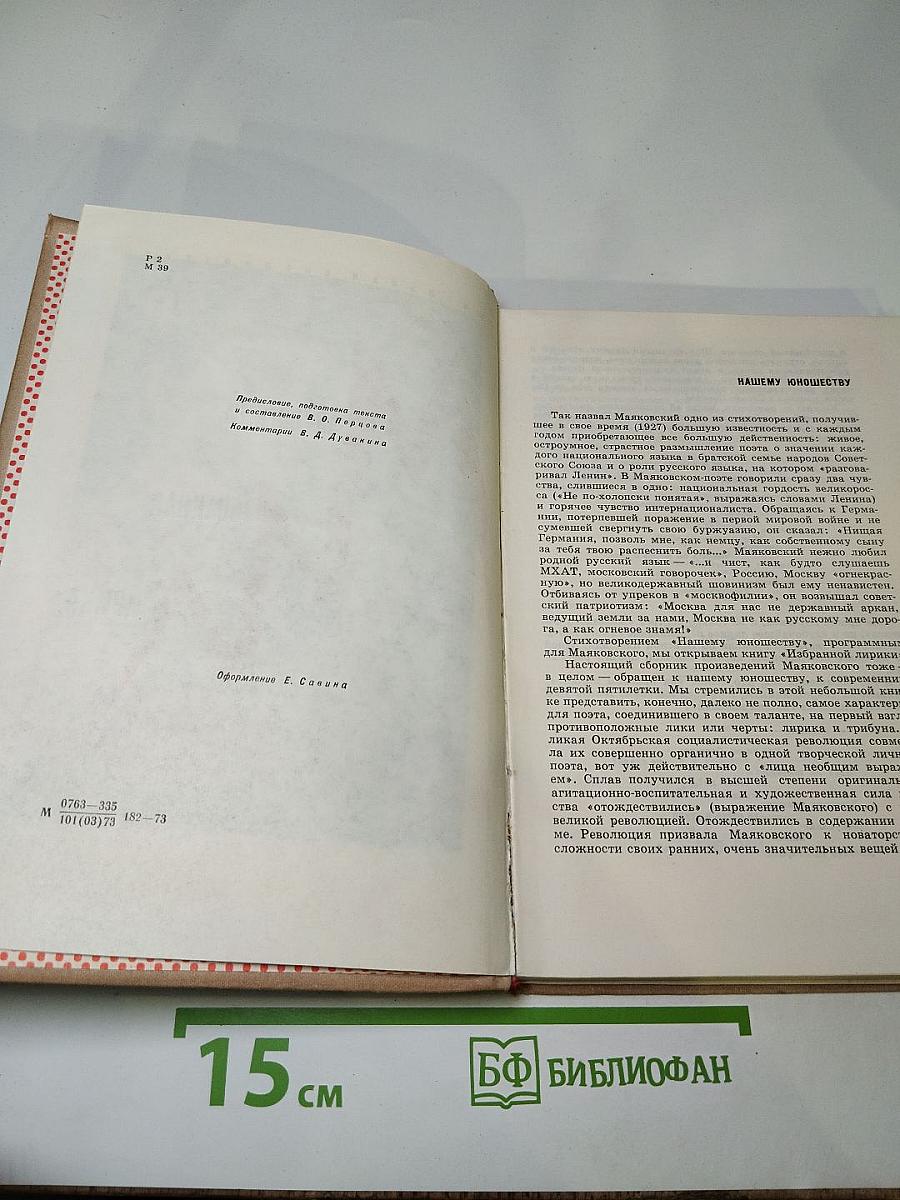 Р 2
М 39
Предисловие, подготовка текста
и составление В. О. Перцова
Комментарии В. Д. Дувакина
Оформление Е. Савина
М 0763—335
101(03)73 182—73
НАШЕМУ ЮНОШЕСТВУ
Так назвал Маяковский одно из стихотворений, получив-
шее в свое время (1927) большую известность и с каждым
годом приобретающее все большую действенность: живое,
остроумное, страстное размышление поэта о значении каж-
дого национального языка в братской семье народов Совет-
ского Союза и о роли русского языка, на котором «разгова-
ривал Ленин». В Маяковском-поэте говорили сразу два чув-
ства, слившиеся в одно: национальная гордость великорос-
са («Не по-холопски понятая», выражаясь словами Ленина)
и горячее чувство интернационалиста. Обращаясь к Герма-
нии, потерпевшей поражение в первой мировой войне и не
сумевшей свергнуть свою буржуазию, он сказал: «Нищая
Германия, позволь мне, как немцу, как собственному сыну
за тебя твою распеснить боль...» Маяковский нежно любил
родной русский язык — «...и чист, как будто слушаешь
МХАТ, московский говорочек», Россию, Москву «огнекрас-
ную», но великодержавный шовинизм был ему ненавистен.
Отбиваясь от упреков в «москвофилии», он возвышал совет-
ский патриотизм: «Москва для нас не державный аркан,
ведущий земли за нами, Москва не как русскому мне доро-
га, а как огневое знамя!»
Стихотворением «Нашему юношеству», программным
для Маяковского, мы открываем книгу «Избранной лирики
Настоящий сборник произведений Маяковского тоже
в целом — обращен к нашему юношеству, к современни
девятой пятилетки. Мы стремились в этой небольшой кни
ке представить, конечно, далеко не полно, самое характер
для поэта, соединившего в своем таланте, на первый взгл
противоположные лики или черты: лирика и трибуна.
ликая Октябрьская социалистическая революция совме
ла их совершенно органично в одной творческой личн
поэта, вот уж действительно с «лица необщим выраж
ем». Сплав получился в высшей степени оригиналь
агитационно-воспитательная и художественная сила
ства «отождествились» (выражение Маяковского) с
великой революцией. Отождествились в содержании
ме. Революция призвала Маяковского к новаторс
сложности своих ранних, очень значительных вещей
15 см
БФ БИБЛИОФАН